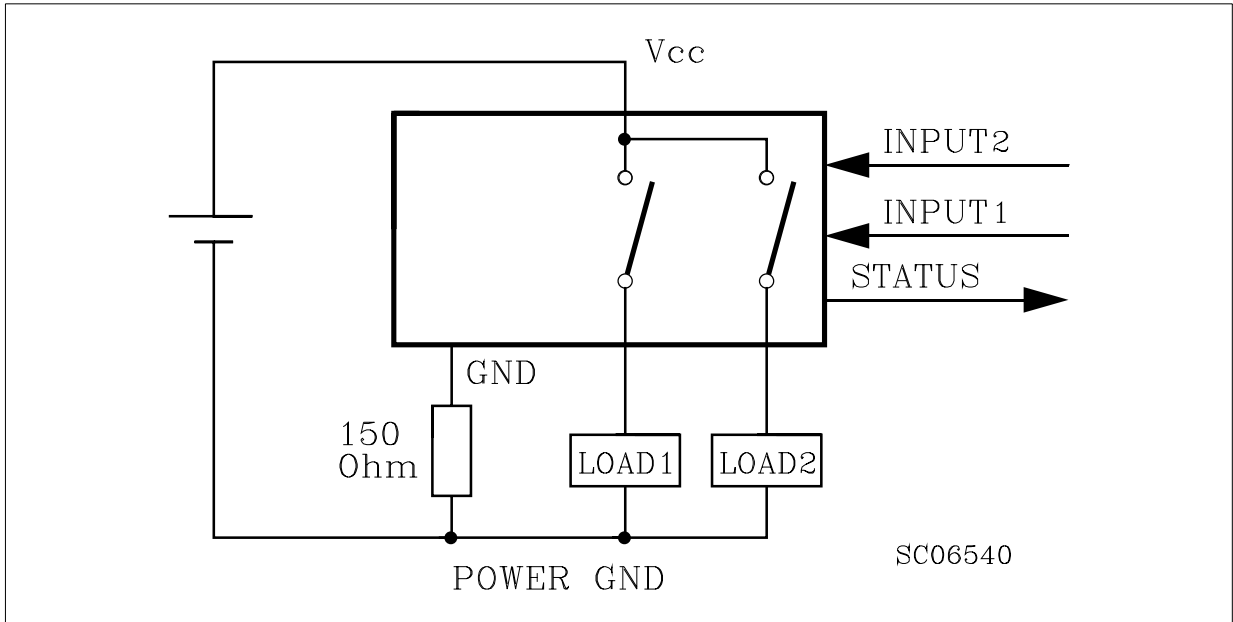 Vcc
INPUT2
INPUT1
STATUS
GND
150
Ohm
LOAD1
LOAD2
SC06540
POWER GND